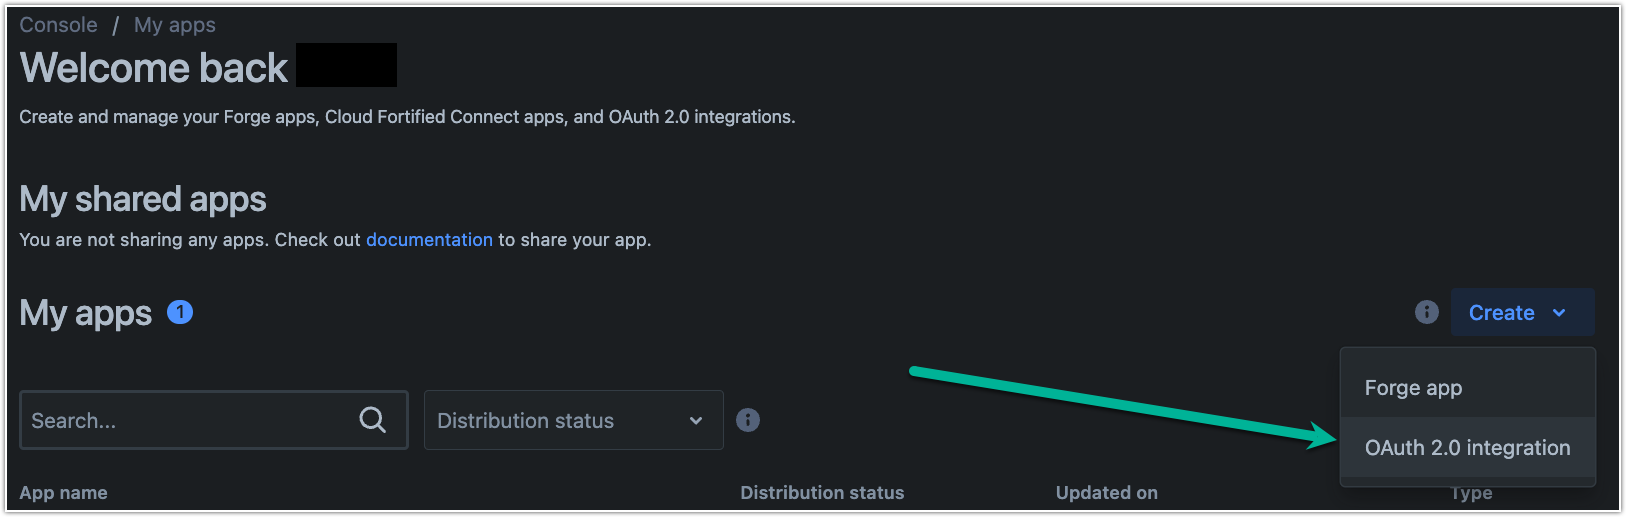 Console / My apps
Welcome back
Create and manage your Forge apps, Cloud Fortified Connect apps, and OAuth 2.0 integrations.
My shared apps
You are not sharing any apps. Check out documentation to share your app.
My apps 1
Create
Forge app
Search...
Distribution status
OAuth 2.0 integration
App name
Distribution status
Updated on
Type